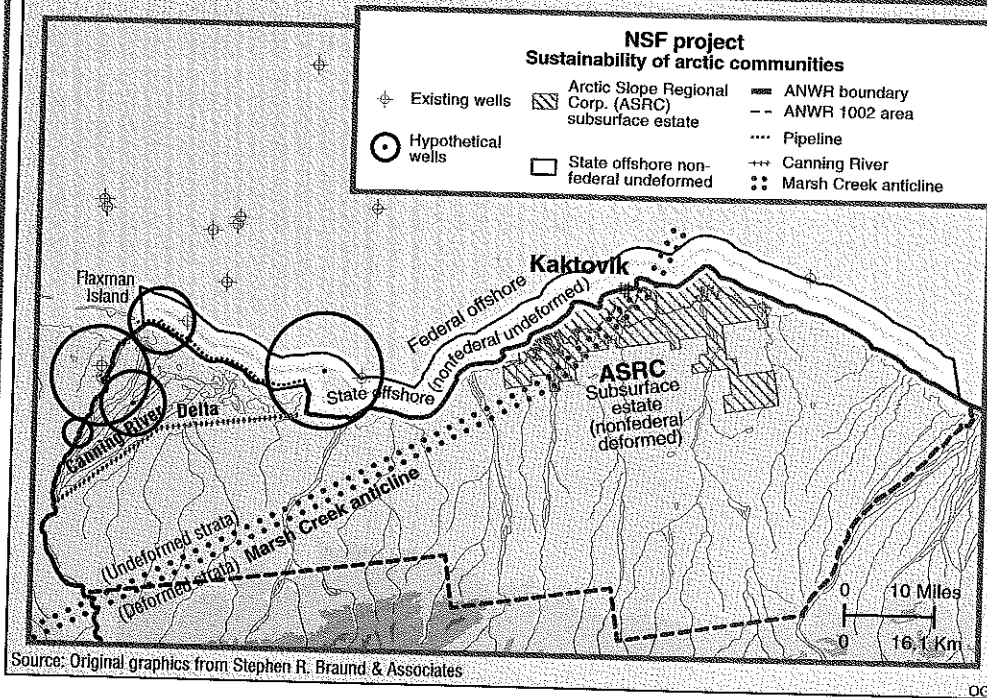 NSF project
Sustainability of arctic communities
Existing wells
Hypothetical
wells
Arctic Slope Regional
Corp. (ASRC)
subsurface estate
State offshore non-
federal undeformed
ANWR boundary
ANWR 1002 area
Pipeline
Canning River
Marsh Creek anticline
Flaxman
Island
Kaktovik
Federal offshore
(nonfederal undeformed)
State offshore
ASRC
Subsurface
estate
(nonfederal
deformed)
Canning River Delta
(Undeformed strata)
Marsh Creek anticline
(Deformed strata)
0 10 Miles
0 16.1 Km
Source: Original graphics from Stephen R. Braund & Associates